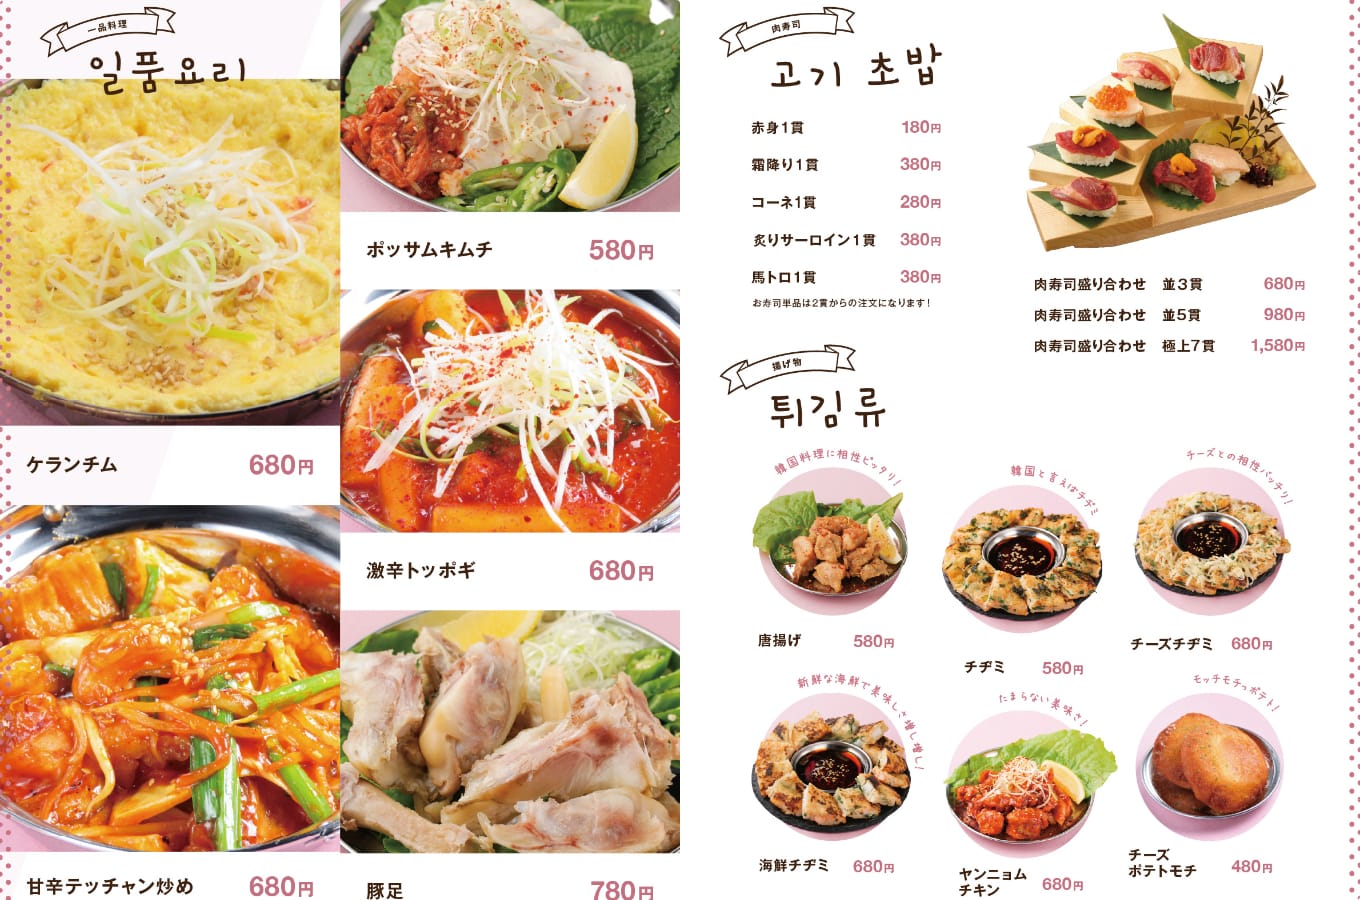 一品料理
일품요리
ケランチム 680円
甘辛テッチャン炒め 680円
ポッサムキムチ 580円
激辛トッポギ 680円
豚足 780円
肉寿司
고기 초밥
赤身1貫 180円
霜降り1貫 380円
コーネ1貫 280円
炙りサーロイン1貫 380円
馬トロ1貫 380円
お寿司単品は2貫からの注文になります!
肉寿司盛り合わせ 並3貫 680円
肉寿司盛り合わせ 並5貫 980円
肉寿司盛り合わせ 極上7貫 1,580円
揚げ物
튀김류
韓国料理に相性ピッタリ!
唐揚げ 580円
韓国と言えばチヂミ
チヂミ 580円
チーズとの相性バッチリ!
チーズチヂミ 680円
新鮮な海鮮で美味しさ増し増し!
海鮮チヂミ 680円
たまらない美味さ!
ヤンニョム
チキン 680円
モッチモチっポテト!
チーズ
ポテトモチ 480円